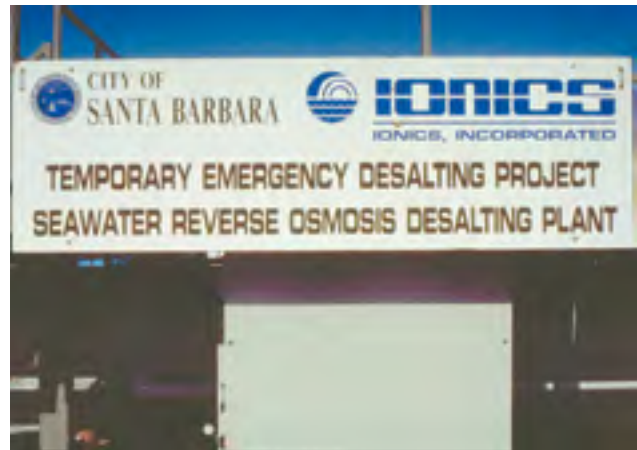 CITY OF
SANTA BARBARA
IONICS
IONICS, INCORPORATED
TEMPORARY EMERGENCY DESALTING PROJECT
SEAWATER REVERSE OSMOSIS DESALTING PLANT